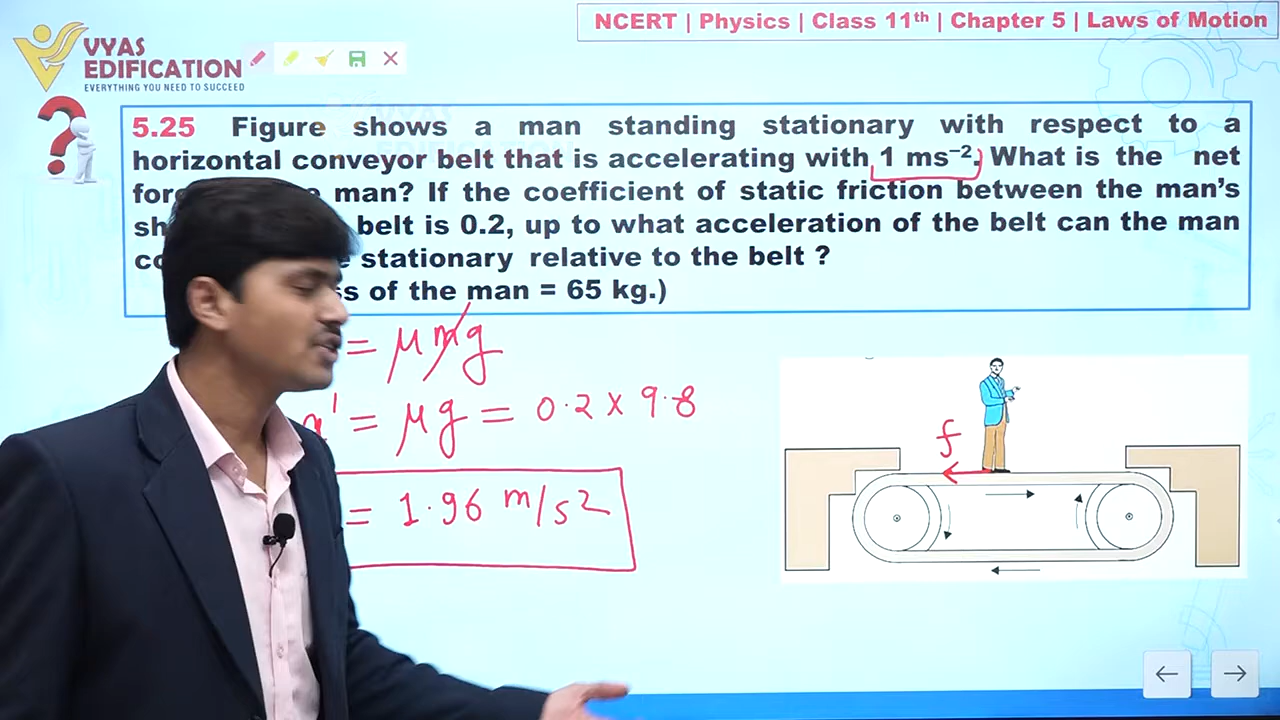 NCERT | Physics | Class 11th | Chapter 5 | Laws of Motion
VYAS
EDIFICATION
EVERYTHING YOU NEED TO SUCCEED
5.25 Figure shows a man standing stationary with respect to a
horizontal conveyor belt that is accelerating with 1 ms⁻². What is the net
man? If the coefficient of static friction between the man's
belt is 0.2, up to what acceleration of the belt can the man
stationary relative to the belt ?
of the man = 65 kg.)
= μmg
a' = μg = 0.2 × 9.8
= 1.96 m/s²
f